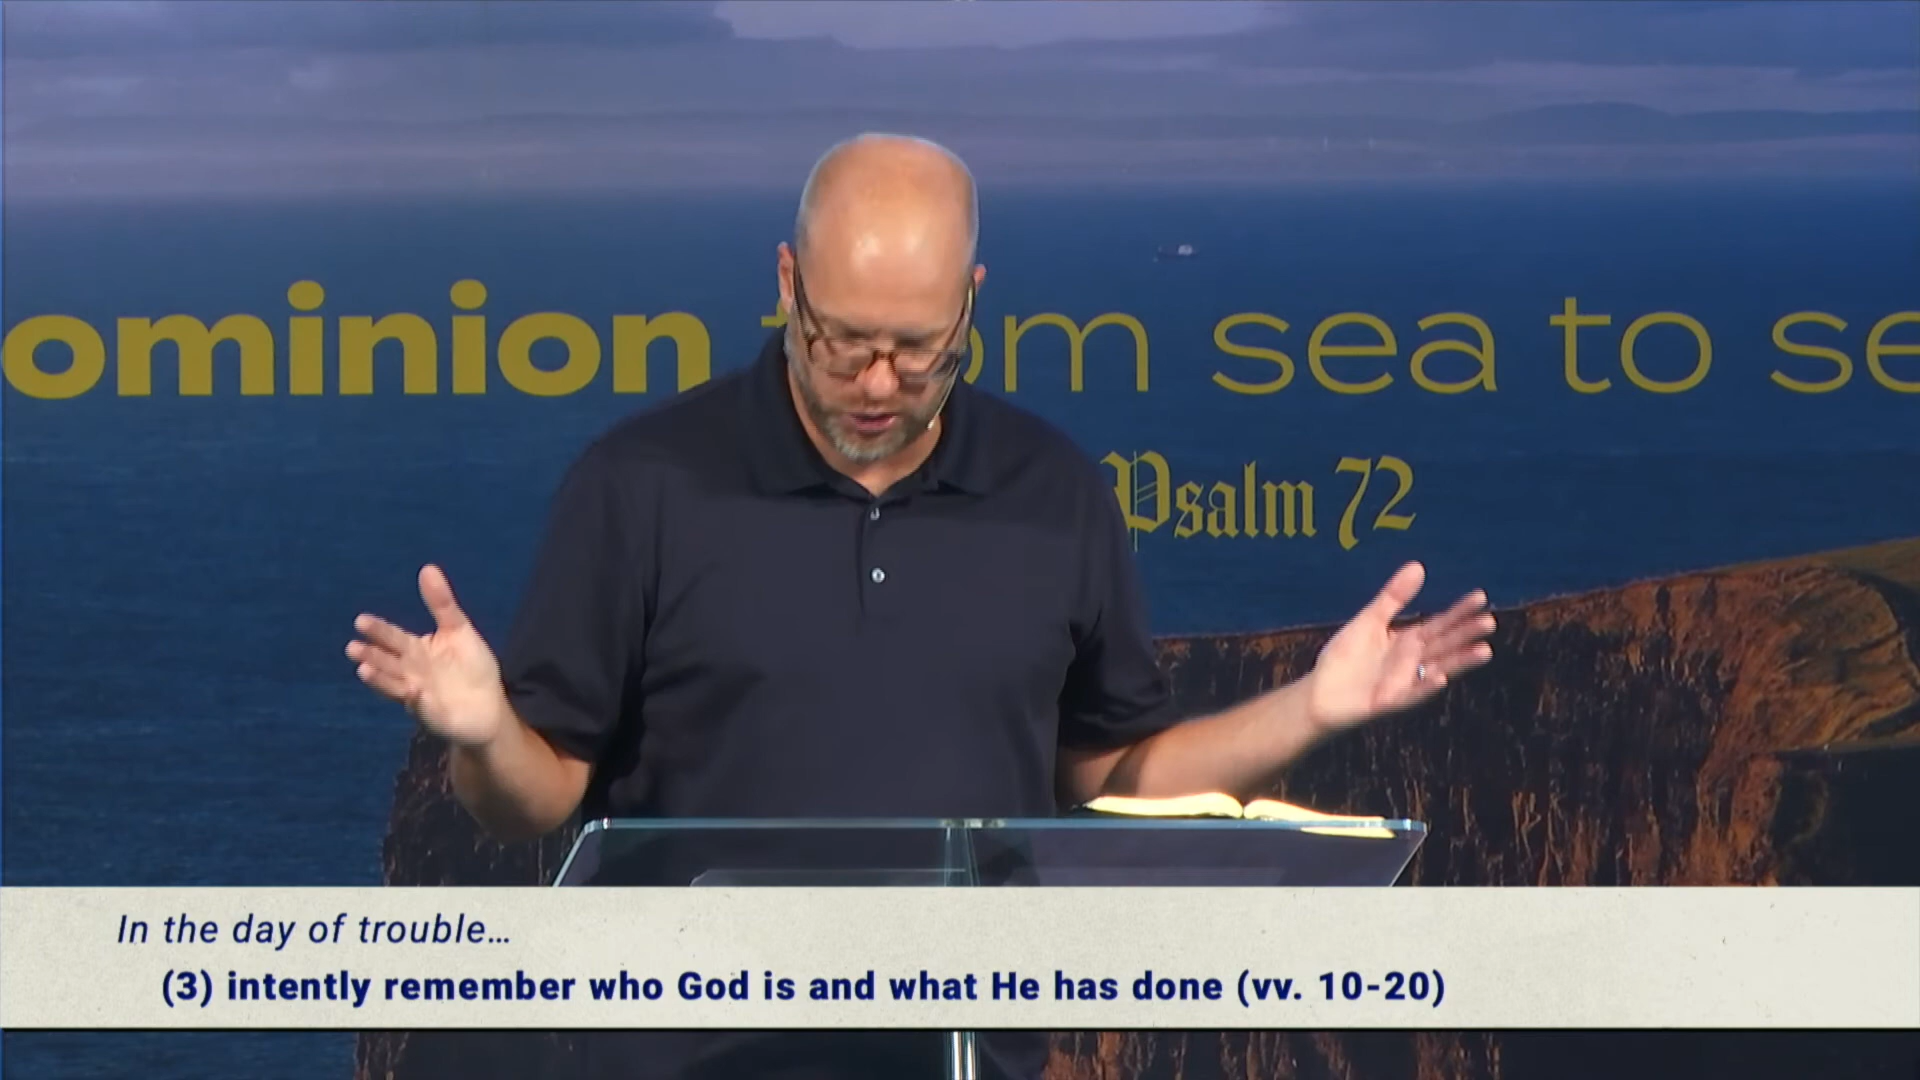 ominion om sea to se
Psalm 72
In the day of trouble…
(3) intently remember who God is and what He has done (vv. 10-20)